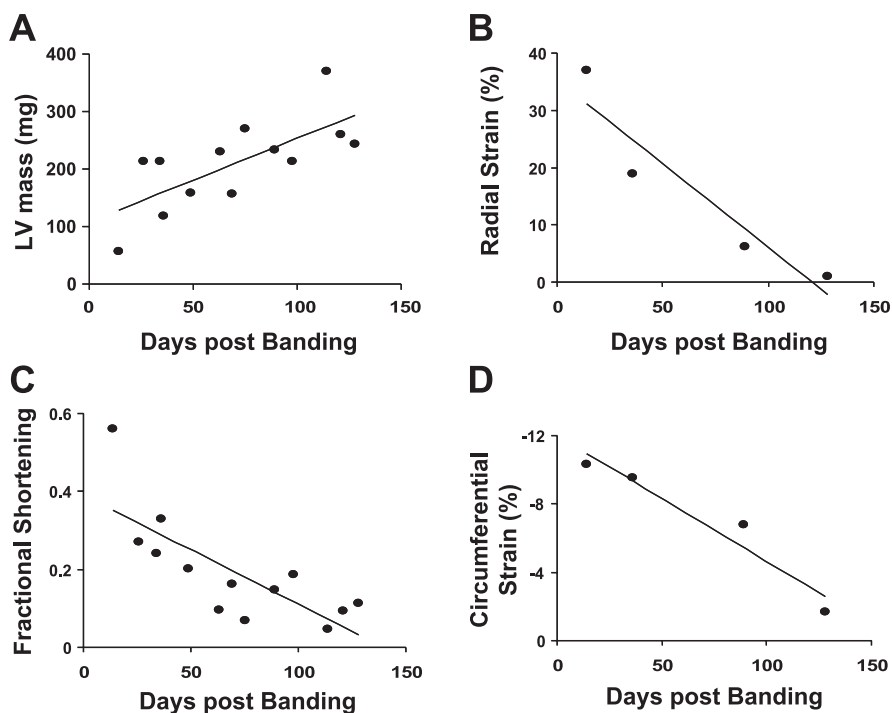 A
LV mass (mg)
400
300
200
100
0
0 50 100 150
Days post Banding
B
Radial Strain (%)
40
30
20
10
0
0 50 100 150
Days post Banding
C
Fractional Shortening
0.6
0.4
0.2
0
0 50 100 150
Days post Banding
D
Circumferential
Strain (%)
-12
-8
-4
0
0 50 100 150
Days post Banding